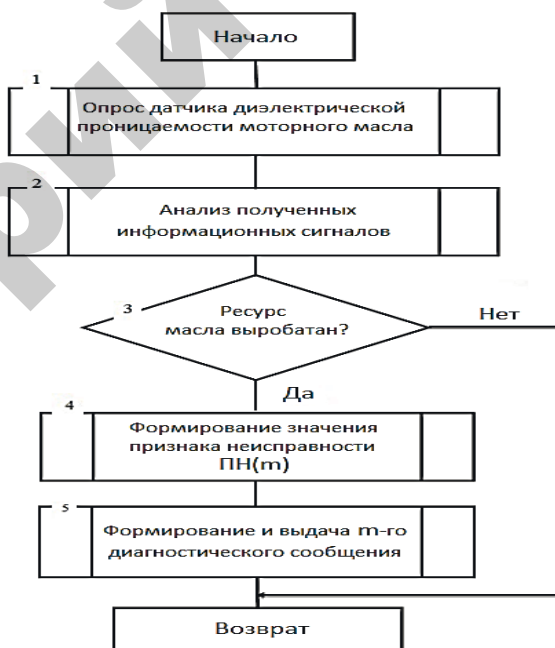 Начало
1
Опрос датчика диэлектрической
проницаемости моторного масла
2
Анализ полученных
информационных сигналов
3
Ресурс
масла выробатан?
Нет
Да
4
Формирование значения
признака неисправности
ПН(m)
5
Формирование и выдача m-го
диагностического сообщения
Возврат
рий